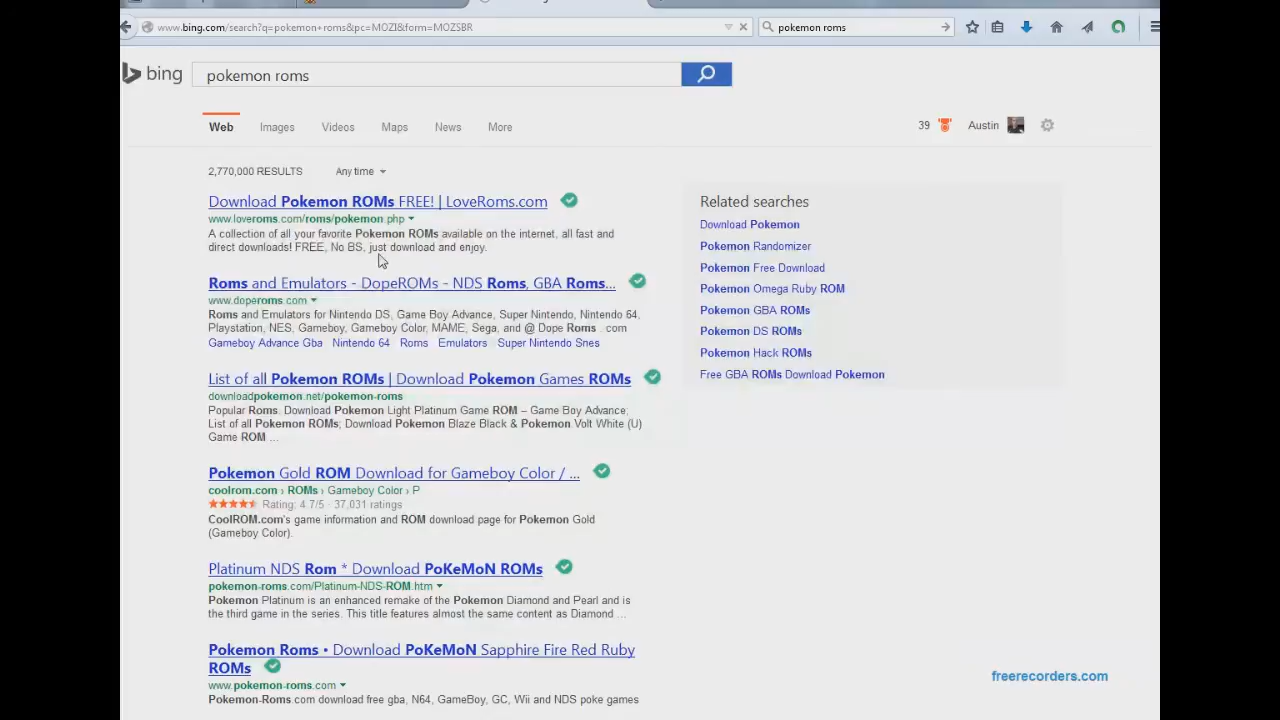 www.bing.com/search?q=pokemon+roms&pc=MOZI&form=MOZSBR
pokemon roms
bing
pokemon roms
Web Images Videos Maps News More
39 Austin
2,770,000 RESULTS Any time
Download Pokemon ROMs FREE! | LoveRoms.com
www.loveroms.com/roms/pokemon.php
A collection of all your favorite Pokemon ROMs available on the internet, all fast and
direct downloads! FREE, No BS, just download and enjoy.
Roms and Emulators - DopeROMs - NDS Roms, GBA Roms...
www.doperoms.com
Roms and Emulators for Nintendo DS, Game Boy Advance, Super Nintendo, Nintendo 64,
Playstation, NES, Gameboy, Gameboy Color, MAME, Sega, and @ Dope Roms . com
Gameboy Advance Gba Nintendo 64 Roms Emulators Super Nintendo Snes
List of all Pokemon ROMs | Download Pokemon Games ROMs
downloadpokemon.net/pokemon-roms
Popular Roms. Download Pokemon Light Platinum Game ROM – Game Boy Advance;
List of all Pokemon ROMs; Download Pokemon Blaze Black & Pokemon Volt White (U)
Game ROM ...
Pokemon Gold ROM Download for Gameboy Color / ...
coolrom.com › ROMs › Gameboy Color › P
Rating: 4.7/5 · 37,031 ratings
CoolROM.com's game information and ROM download page for Pokemon Gold
(Gameboy Color).
Platinum NDS Rom * Download PoKeMoN ROMs
pokemon-roms.com/Platinum-NDS-ROM.htm
Pokemon Platinum is an enhanced remake of the Pokemon Diamond and Pearl and is
the third game in the series. This title features almost the same content as Diamond ...
Pokemon Roms • Download PoKeMoN Sapphire Fire Red Ruby
ROMs
www.pokemon-roms.com
Pokemon-Roms.com download free gba, N64, GameBoy, GC, Wii and NDS poke games
Related searches
Download Pokemon
Pokemon Randomizer
Pokemon Free Download
Pokemon Omega Ruby ROM
Pokemon GBA ROMs
Pokemon DS ROMs
Pokemon Hack ROMs
Free GBA ROMs Download Pokemon
freerecorders.com